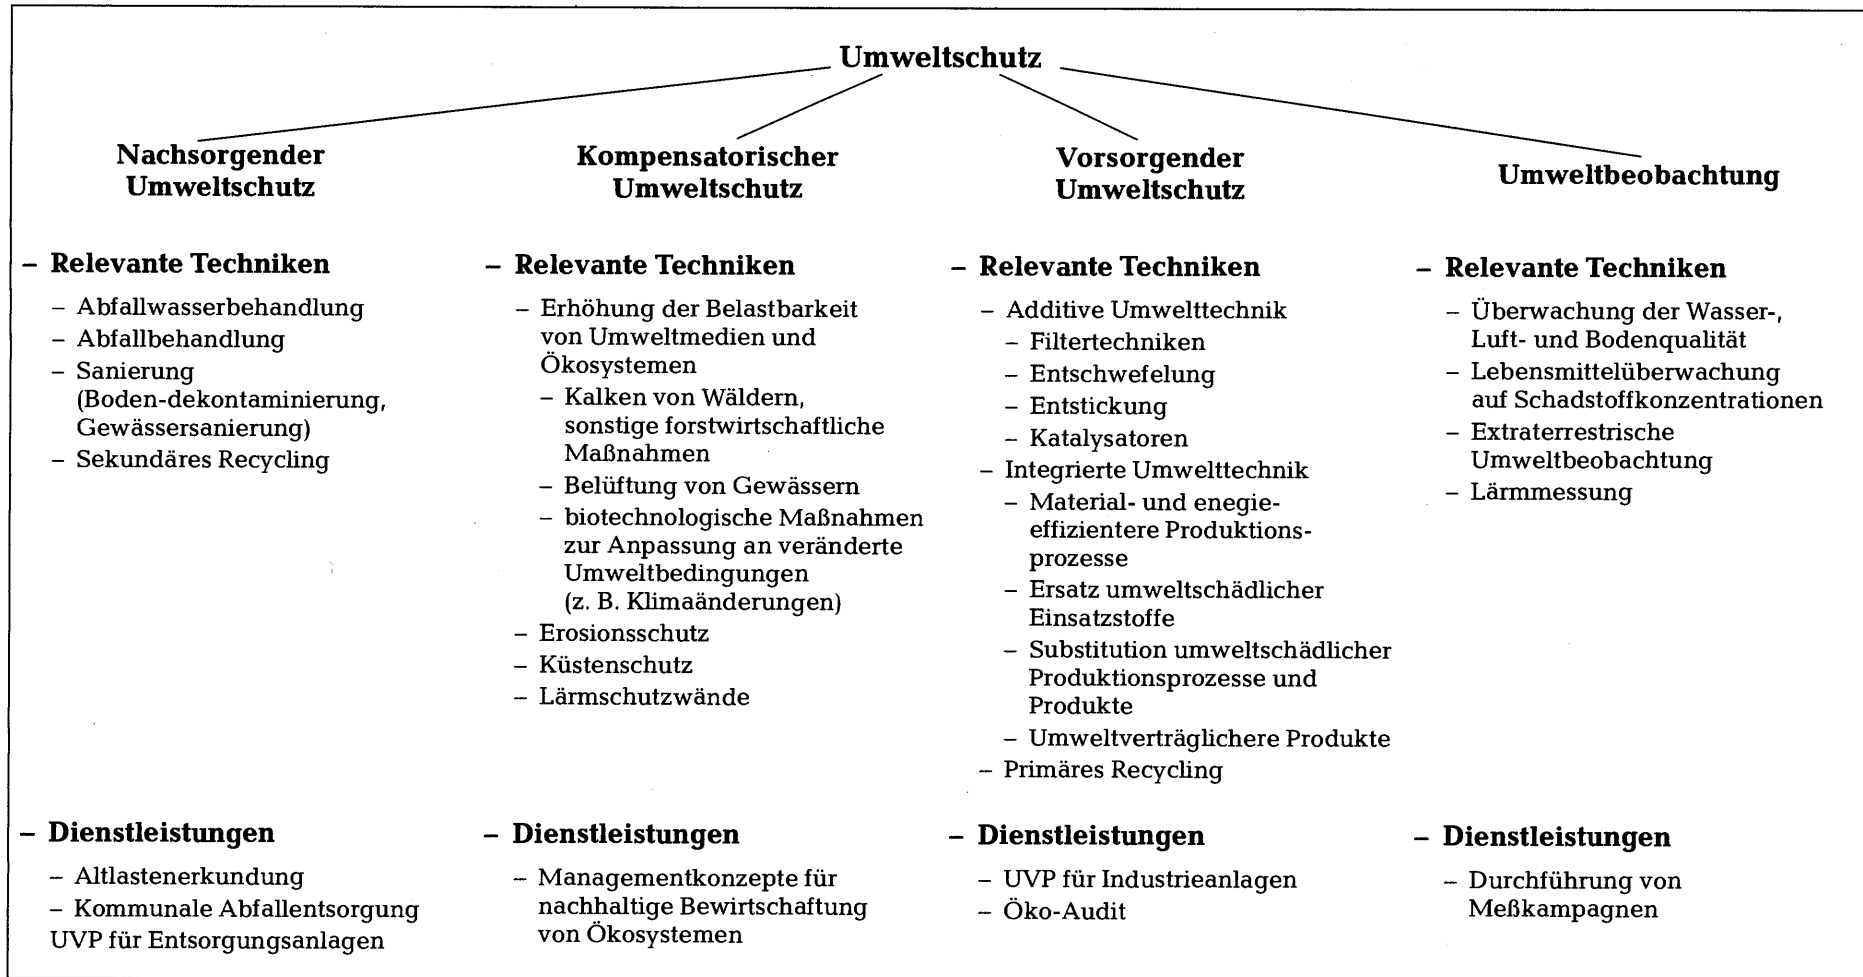 Umweltschutz
Nachsorgender
Umweltschutz
– Relevante Techniken
– Abfallwasserbehandlung
– Abfallbehandlung
– Sanierung
(Boden-dekontaminierung,
Gewässersanierung)
– Sekundäres Recycling
– Dienstleistungen
– Altlastenerkundung
– Kommunale Abfallentsorgung
UVP für Entsorgungsanlagen
Kompensatorischer
Umweltschutz
– Relevante Techniken
– Erhöhung der Belastbarkeit
von Umweltmedien und
Ökosystemen
– Kalken von Wäldern,
sonstige forstwirtschaftliche
Maßnahmen
– Belüftung von Gewässern
– biotechnologische Maßnahmen
zur Anpassung an veränderte
Umweltbedingungen
(z. B. Klimaänderungen)
– Erosionsschutz
– Küstenschutz
– Lärmschutzwände
– Dienstleistungen
– Managementkonzepte für
nachhaltige Bewirtschaftung
von Ökosystemen
Vorsorgender
Umweltschutz
– Relevante Techniken
– Additive Umwelttechnik
– Filtertechniken
– Entschwefelung
– Entstickung
– Katalysatoren
– Integrierte Umwelttechnik
– Material- und enegie-
effizientere Produktions-
prozesse
– Ersatz umweltschädlicher
Einsatzstoffe
– Substitution umweltschädlicher
Produktionsprozesse und
Produkte
– Umweltverträglichere Produkte
– Primäres Recycling
– Dienstleistungen
– UVP für Industrieanlagen
– Öko-Audit
Umweltbeobachtung
– Relevante Techniken
– Überwachung der Wasser-,
Luft- und Bodenqualität
– Lebensmittelüberwachung
auf Schadstoffkonzentrationen
– Extraterrestrische
Umweltbeobachtung
– Lärmmessung
– Dienstleistungen
– Durchführung von
Meßkampagnen